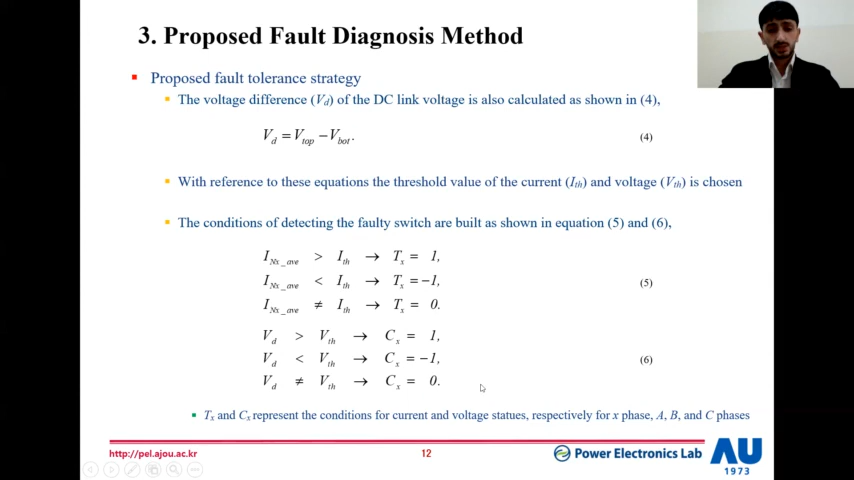 3. Proposed Fault Diagnosis Method
Proposed fault tolerance strategy
The voltage difference (Vd) of the DC link voltage is also calculated as shown in (4),
Vd = Vtop − Vbot. (4)
With reference to these equations the threshold value of the current (Ith) and voltage (Vth) is chosen
The conditions of detecting the faulty switch are built as shown in equation (5) and (6),
INx_ave > Ith → Tx = 1,
INx_ave < Ith → Tx = −1, (5)
INx_ave ≠ Ith → Tx = 0.
Vd > Vth → Cx = 1,
Vd < Vth → Cx = −1, (6)
Vd ≠ Vth → Cx = 0.
Tx and Cx represent the conditions for current and voltage statues, respectively for x phase, A, B, and C phases
http://pel.ajou.ac.kr 12 Power Electronics Lab AU
1973